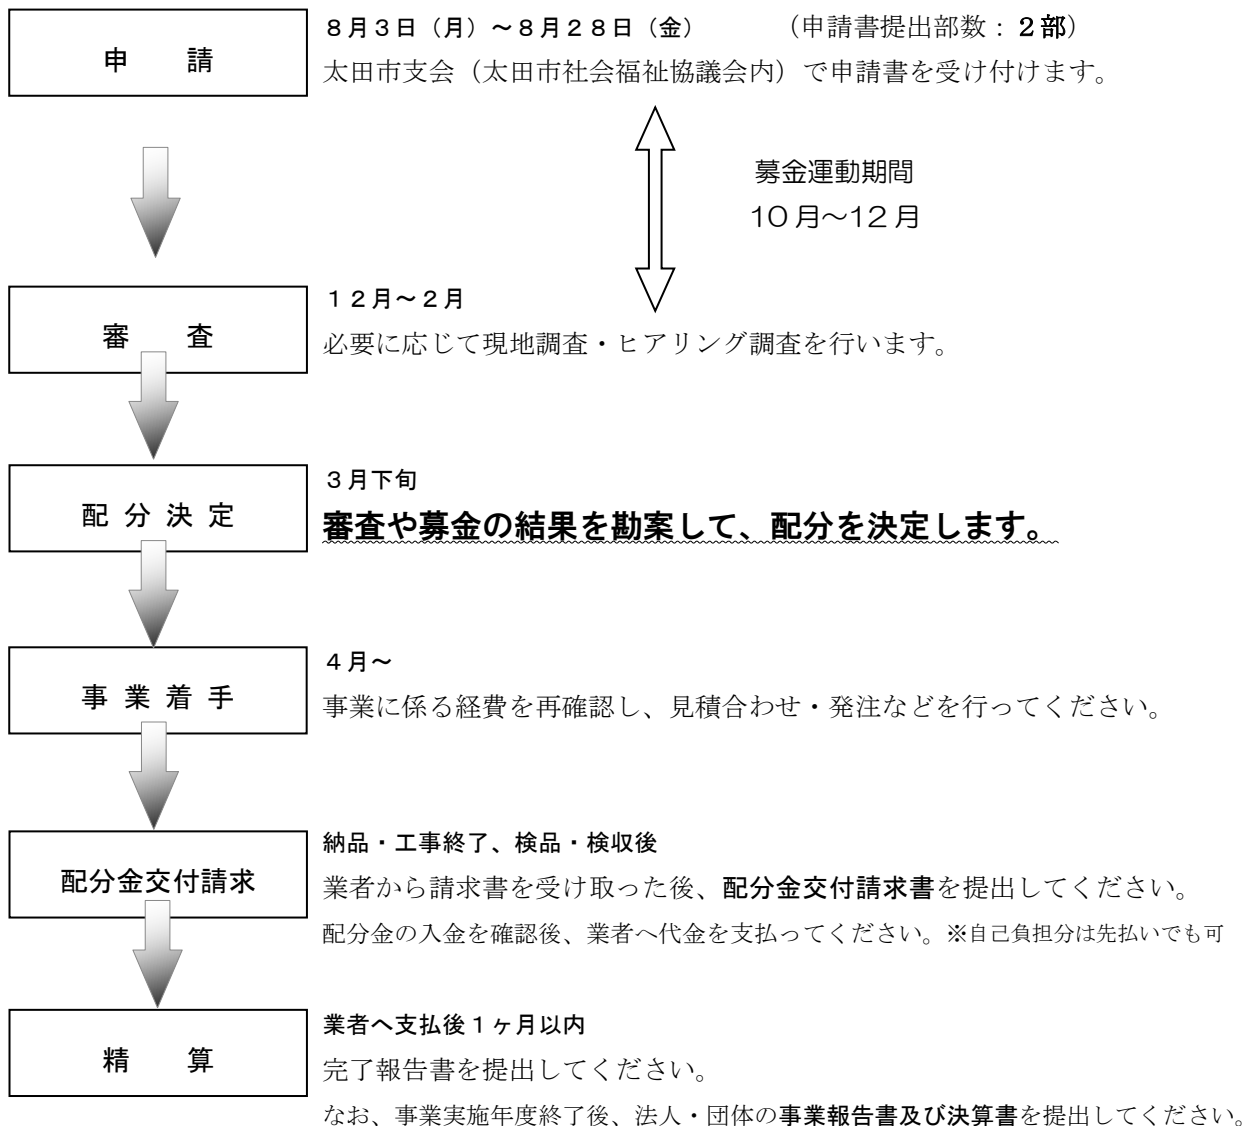 申　　請
８月３日（月）～８月２８日（金）　　　（申請書提出部数：２部）
太田市支会（太田市社会福祉協議会内）で申請書を受け付けます。
募金運動期間
10月～12月
審　　査
１２月～２月
必要に応じて現地調査・ヒアリング調査を行います。
配 分 決 定
３月下旬
審査や募金の結果を勘案して、配分を決定します。
事 業 着 手
４月～
事業に係る経費を再確認し、見積合わせ・発注などを行ってください。
配分金交付請求
納品・工事終了、検品・検収後
業者から請求書を受け取った後、配分金交付請求書を提出してください。
配分金の入金を確認後、業者へ代金を支払ってください。※自己負担分は先払いでも可
精　　算
業者へ支払後１ヶ月以内
完了報告書を提出してください。
なお、事業実施年度終了後、法人・団体の事業報告書及び決算書を提出してください。